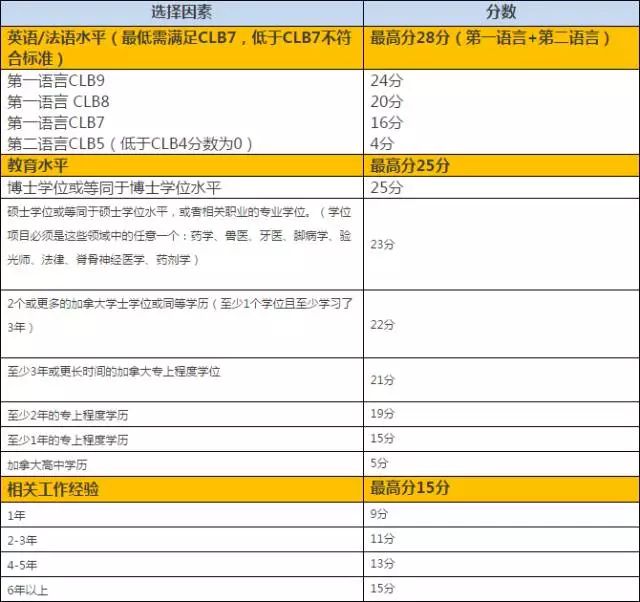 选择因素 分数
英语/法语水平（最低需满足CLB7，低于CLB7不符 最高分28分（第一语言+第二语言）
合标准）
第一语言CLB9 24分
第一语言 CLB8 20分
第一语言CLB7 16分
第二语言CLB5（低于CLB4分数为0） 4分
教育水平 最高分25分
博士学位或等同于博士学位水平 25分
硕士学位或等同于硕士学位水平，或者相关职业的专业学位。（学位
项目必须是这些领域中的任意一个：药学、兽医、牙医、脚病学、验 23分
光师、法律、脊骨神经医学、药剂学）
2个或更多的加拿大学士学位或同等学历（至少1个学位且至少学习了 22分
3年）
至少3年或更长时间的加拿大专上程度学位 21分
至少2年的专上程度学历 19分
至少1年的专上程度学历 15分
加拿大高中学历 5分
相关工作经验 最高分15分
1年 9分
2-3年 11分
4-5年 13分
6年以上 15分